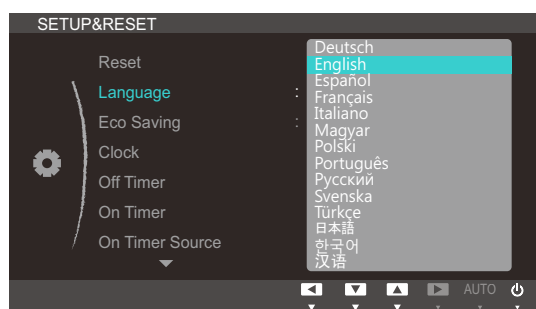 SETUP&RESET
Reset
Language :
Eco Saving :
Clock
Off Timer
On Timer
On Timer Source
Deutsch
English
Español
Français
Italiano
Magyar
Polski
Português
Русский
Svenska
Türkçe
日本語
한국어
汉语
AUTO